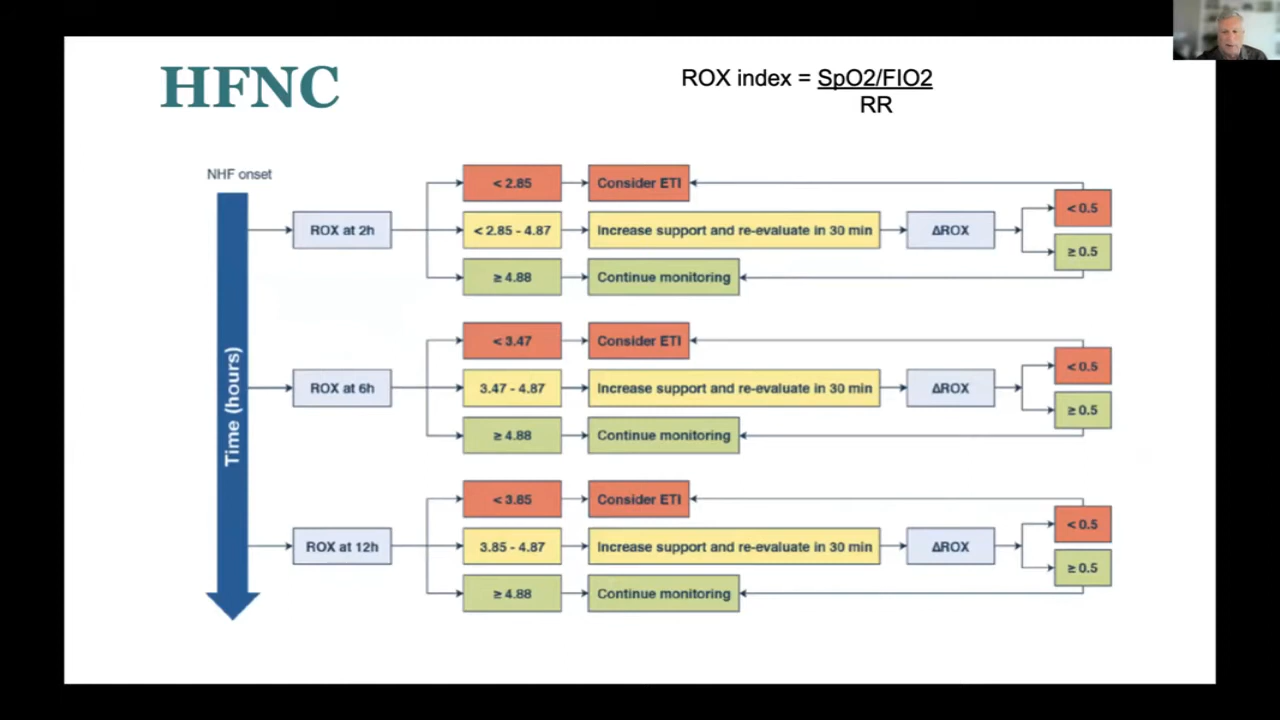 HFNC
ROX index = SpO2/FIO2
RR
NHF onset
Time (hours)
ROX at 2h
< 2.85
Consider ETI
< 2.85 - 4.87
Increase support and re-evaluate in 30 min
ΔROX
< 0.5
≥ 0.5
≥ 4.88
Continue monitoring
ROX at 6h
< 3.47
Consider ETI
3.47 - 4.87
Increase support and re-evaluate in 30 min
ΔROX
< 0.5
≥ 0.5
≥ 4.88
Continue monitoring
ROX at 12h
< 3.85
Consider ETI
3.85 - 4.87
Increase support and re-evaluate in 30 min
ΔROX
< 0.5
≥ 0.5
≥ 4.88
Continue monitoring